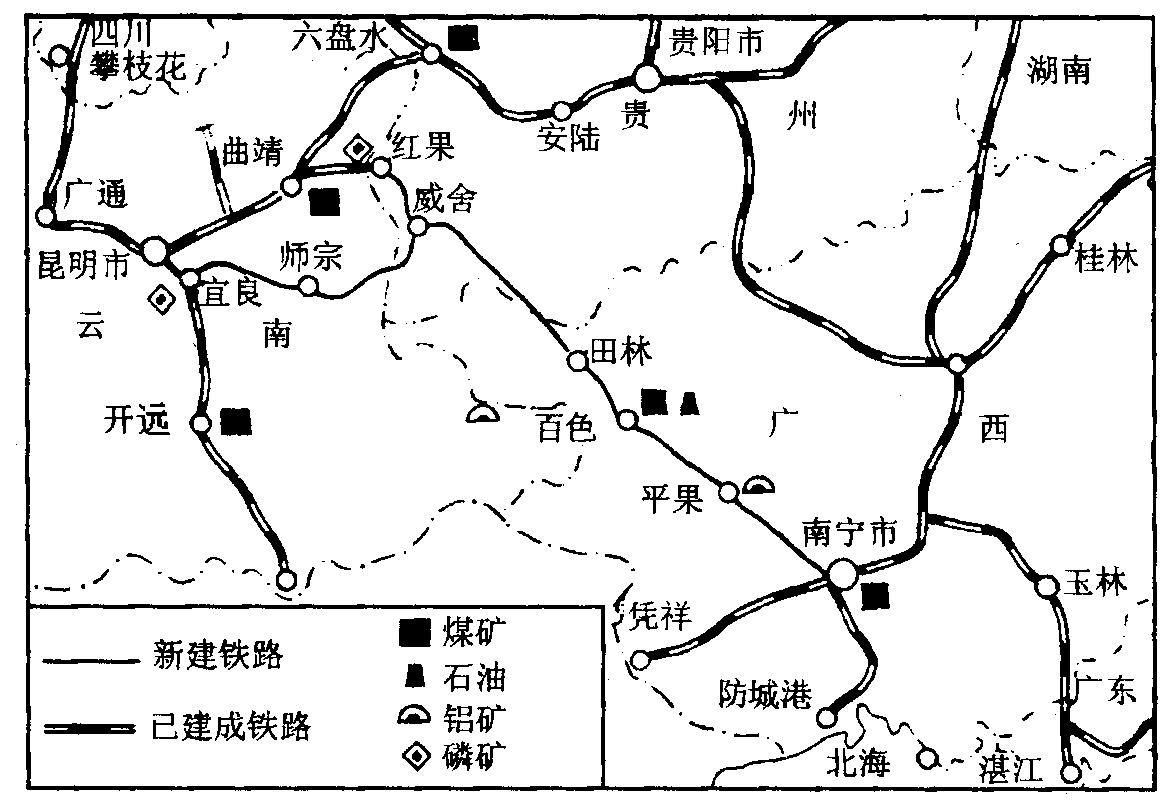 四川
攀枝花
六盘水
贵阳市
湖南
安陆
贵
州
曲靖
红果
广通
威舍
昆明市
师宗
宜良
桂林
云
南
田林
开远
百色
广
西
平果
南宁市
玉林
凭祥
防城港
广东
北海
湛江
新建铁路
已建成铁路
煤矿
石油
铝矿
磷矿